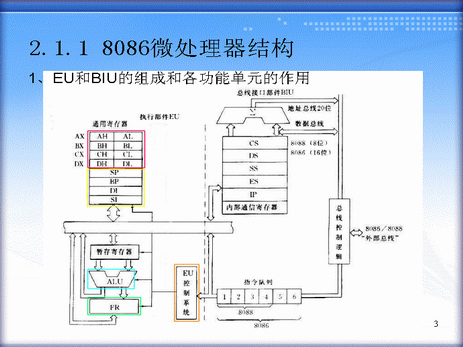 2.1.1 8086微处理器结构
1、EU和BIU的组成和各功能单元的作用
总线接口部件BIU
执行部件EU
地址总线20位
通用寄存器
数据总线
AX AH AL
BX BH BL
CX CH CL
DX DH DL
SP
BP
DI
SI
CS
DS
SS
ES
IP
内部通信寄存器
8088 (8位)
8086 (16位)
暂存寄存器
ALU
FR
EU控制系统
指令队列
1 2 3 4 5 6
8088
8086
总线控制逻辑
8086/8088
"外部总线"
3